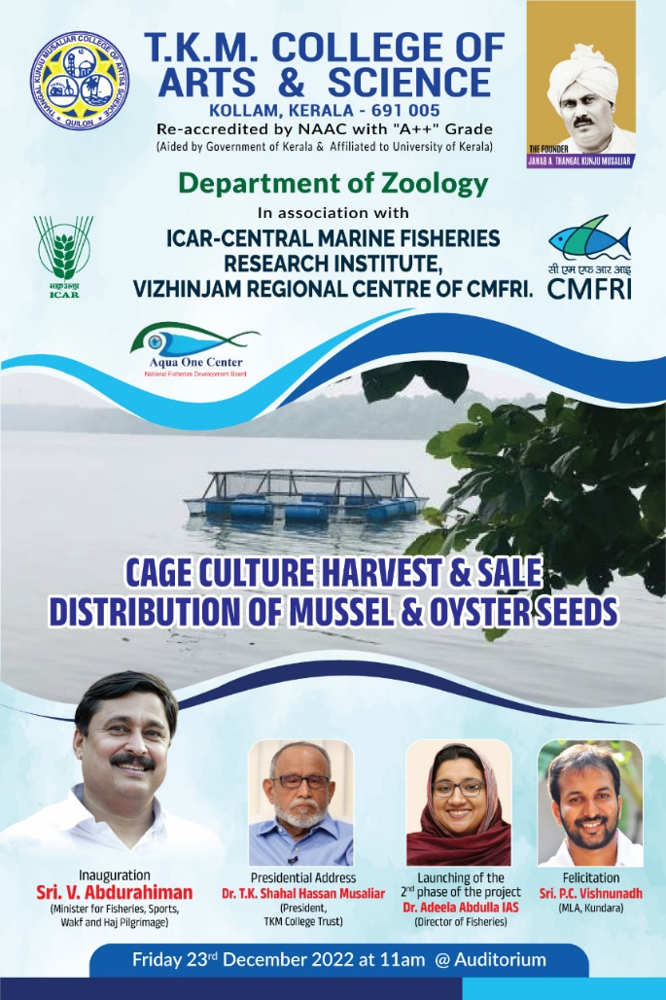 T.K.M. COLLEGE OF
ARTS & SCIENCE
KOLLAM, KERALA - 691 005
Re-accredited by NAAC with "A++" Grade
(Aided by Government of Kerala & Affiliated to University of Kerala)
THANGAL KUNJU MUSALIAR COLLEGE OF ARTS & SCIENCE
QUILON
THE FOUNDER
JANAB A. THANGAL KUNJU MUSALIAR
Department of Zoology
In association with
ICAR-CENTRAL MARINE FISHERIES
RESEARCH INSTITUTE,
VIZHINJAM REGIONAL CENTRE OF CMFRI.
भाकृअनुप
ICAR
सी एम एफ आर आइ
CMFRI
Aqua One Center
National Fisheries Development Board
CAGE CULTURE HARVEST & SALE
DISTRIBUTION OF MUSSEL & OYSTER SEEDS
Inauguration
Sri. V. Abdurahiman
(Minister for Fisheries, Sports,
Wakf and Haj Pilgrimage)
Presidential Address
Dr. T.K. Shahal Hassan Musaliar
(President,
TKM College Trust)
Launching of the
2nd phase of the project
Dr. Adeela Abdulla IAS
(Director of Fisheries)
Felicitation
Sri. P.C. Vishnunadh
(MLA, Kundara)
Friday 23rd December 2022 at 11am @ Auditorium